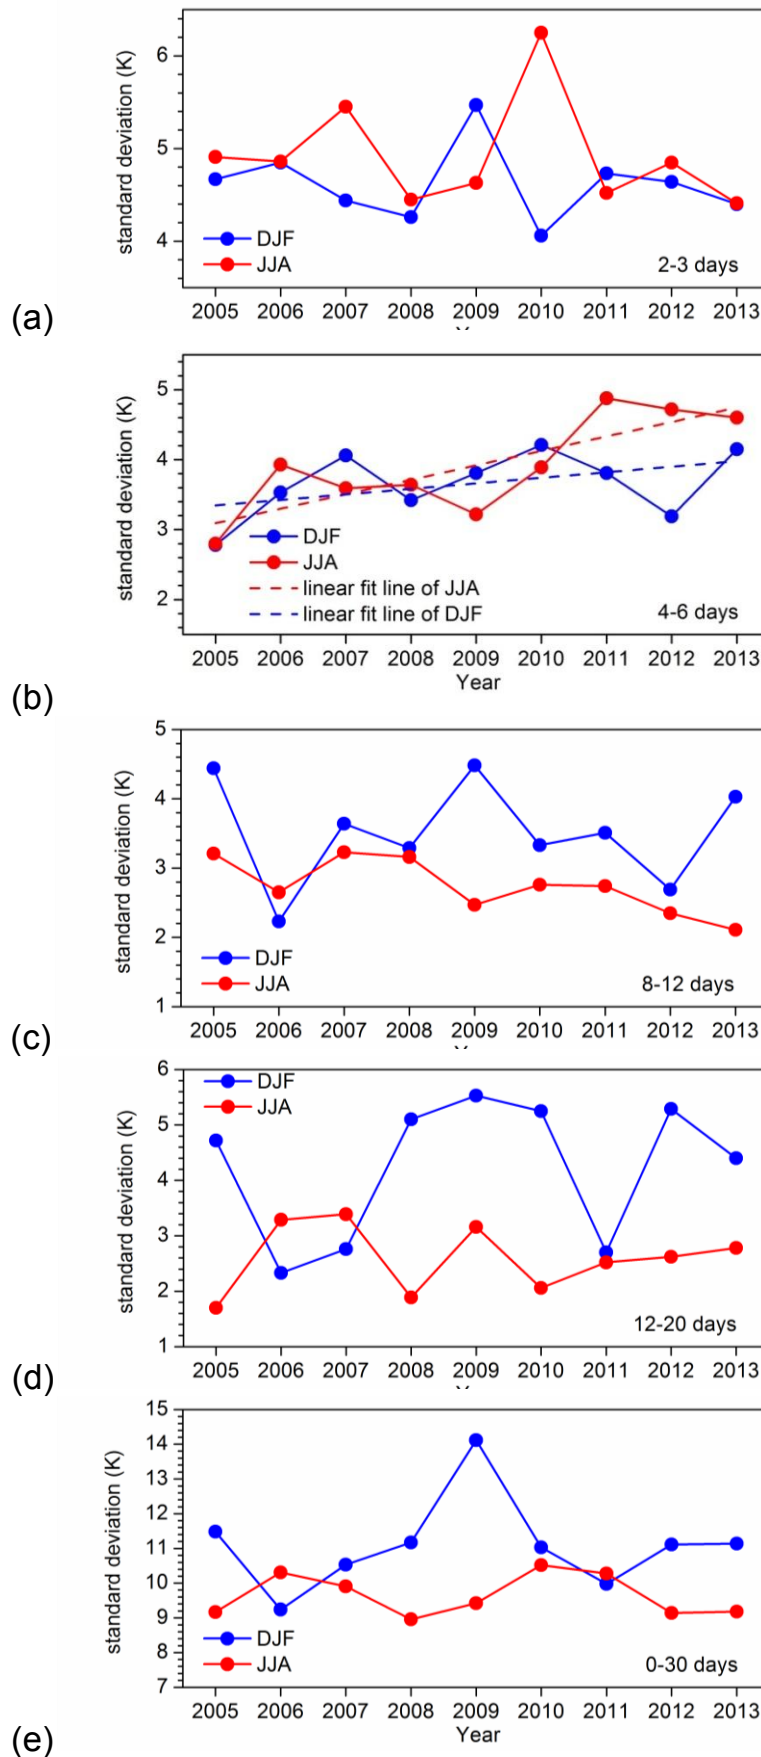 standard deviation (K)
6
5
4
DJF
JJA
2-3 days
2005 2006 2007 2008 2009 2010 2011 2012 2013
(a)
standard deviation (K)
5
4
3
2
DJF
JJA
linear fit line of JJA
linear fit line of DJF
4-6 days
2005 2006 2007 2008 2009 2010 2011 2012 2013
Year
(b)
standard deviation (K)
5
4
3
2
1
DJF
JJA
8-12 days
2005 2006 2007 2008 2009 2010 2011 2012 2013
(c)
standard deviation (K)
6
5
4
3
2
1
DJF
JJA
12-20 days
2005 2006 2007 2008 2009 2010 2011 2012 2013
(d)
standard deviation (K)
15
14
13
12
11
10
9
8
7
DJF
JJA
0-30 days
2005 2006 2007 2008 2009 2010 2011 2012 2013
Year
(e)